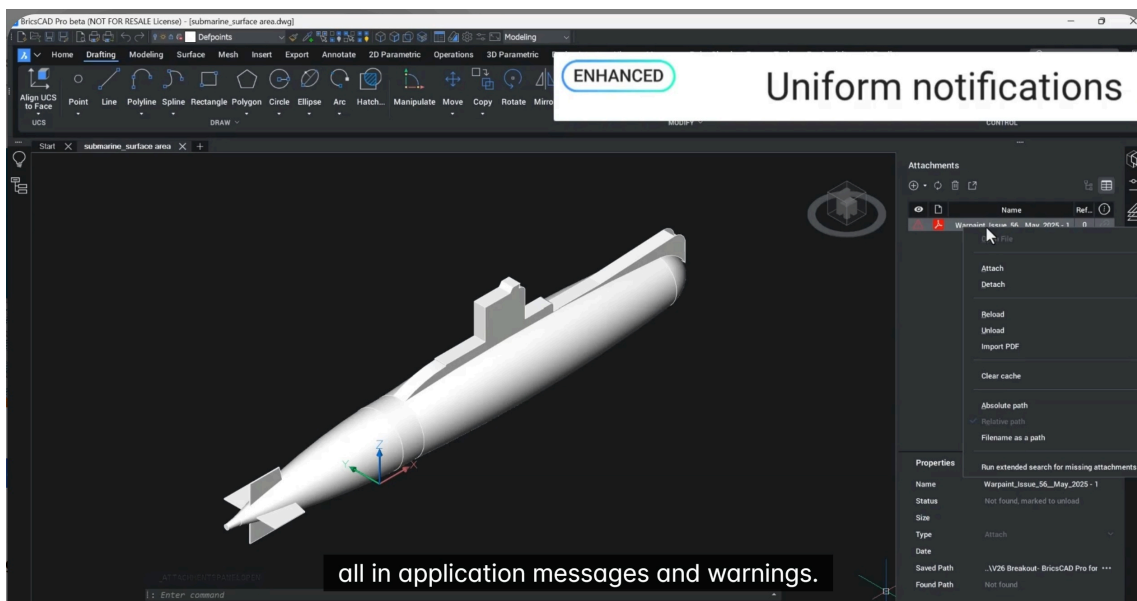 BricsCAD Pro beta (NOT FOR RESALE License) - [submarine_surface area.dwg]
Defpoints
Modeling
Home Drafting Modeling Surface Mesh Insert Export Annotate 2D Parametric Operations 3D Parametric
ENHANCED
Uniform notifications
Align UCS
to Face
Point Line Polyline Spline Rectangle Polygon Circle Ellipse Arc Hatch... Manipulate Move Copy Rotate Mirro
UCS DRAW MODIFY CONTROL
Start submarine_surface area
Attachments
Name Ref...
Warpaint_Issue_56__May_2025 - 1 0
Attach
Detach
Reload
Unload
Import PDF
Clear cache
Absolute path
Relative path
Filename as a path
Run extended search for missing attachments
Properties
Name Warpaint_Issue_56__May_2025 - 1
Status Not found, marked to unload
Size
Type Attach
Date
Saved Path ..\V26 Breakout- BricsCAD Pro for
Found Path Not found
Z
Y
X
all in application messages and warnings.
: Enter command